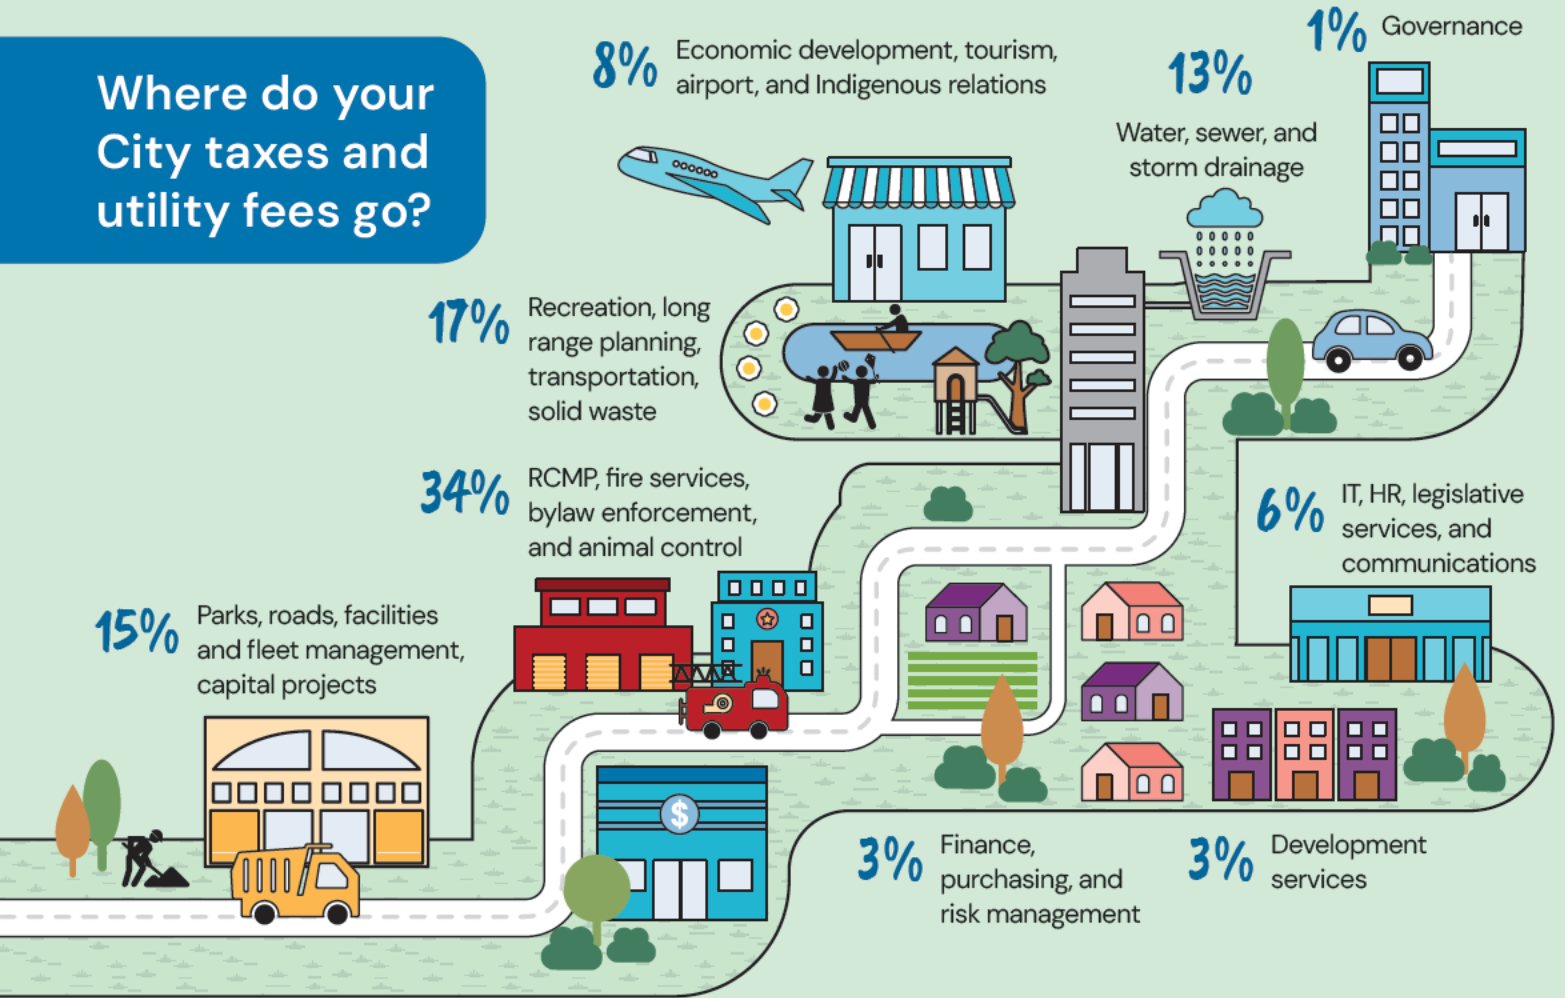 Where do your
City taxes and
utility fees go?
8%
Economic development, tourism,
airport, and Indigenous relations
13%
Water, sewer, and
storm drainage
1%
Governance
17%
Recreation, long
range planning,
transportation,
solid waste
34%
RCMP, fire services,
bylaw enforcement,
and animal control
6%
IT, HR, legislative
services, and
communications
15%
Parks, roads, facilities
and fleet management,
capital projects
$
3%
Finance,
purchasing, and
risk management
3%
Development
services